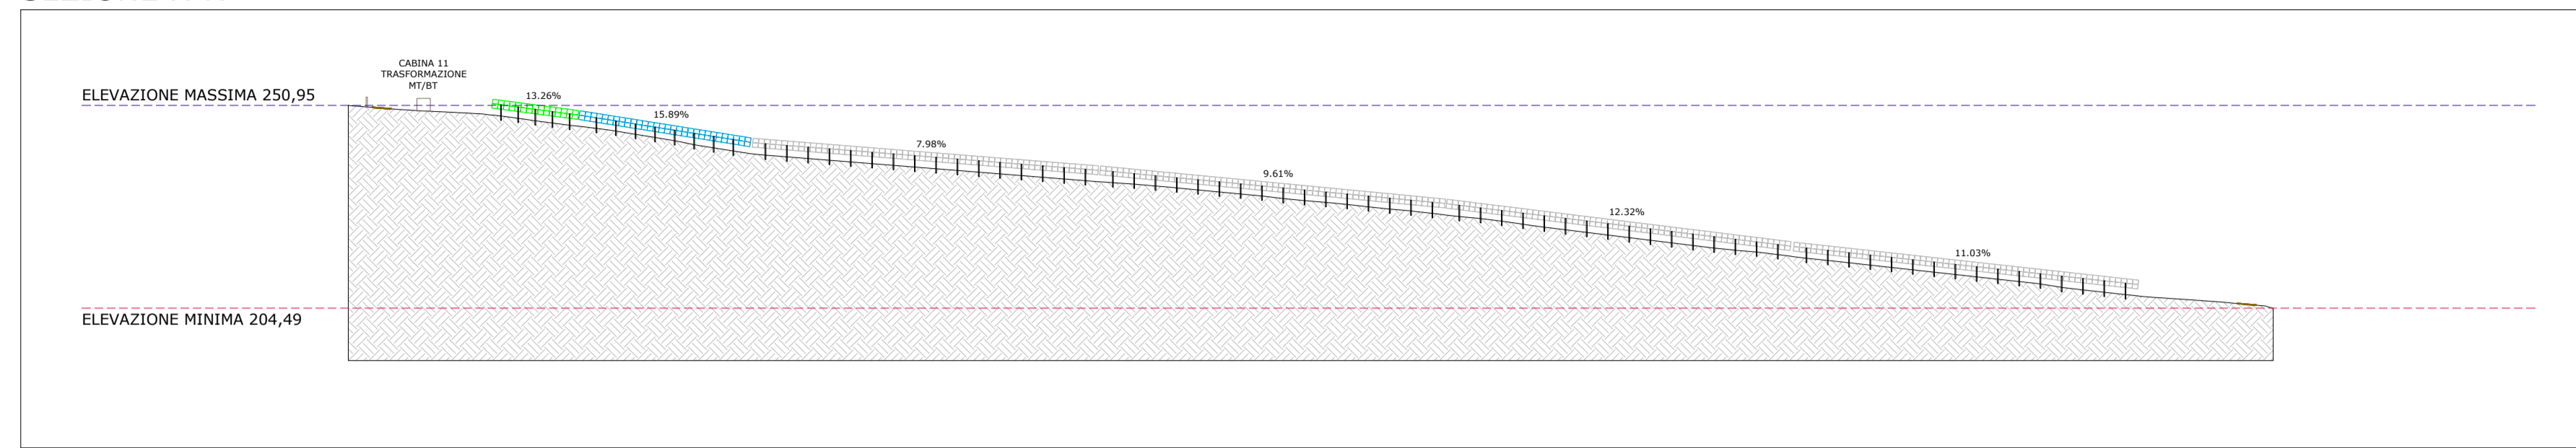 CABINA 11
TRASFORMAZIONE
MT/BT
ELEVAZIONE MASSIMA 250,95
13.26%
15.89%
7.98%
9.61%
12.32%
11.03%
ELEVAZIONE MINIMA 204,49